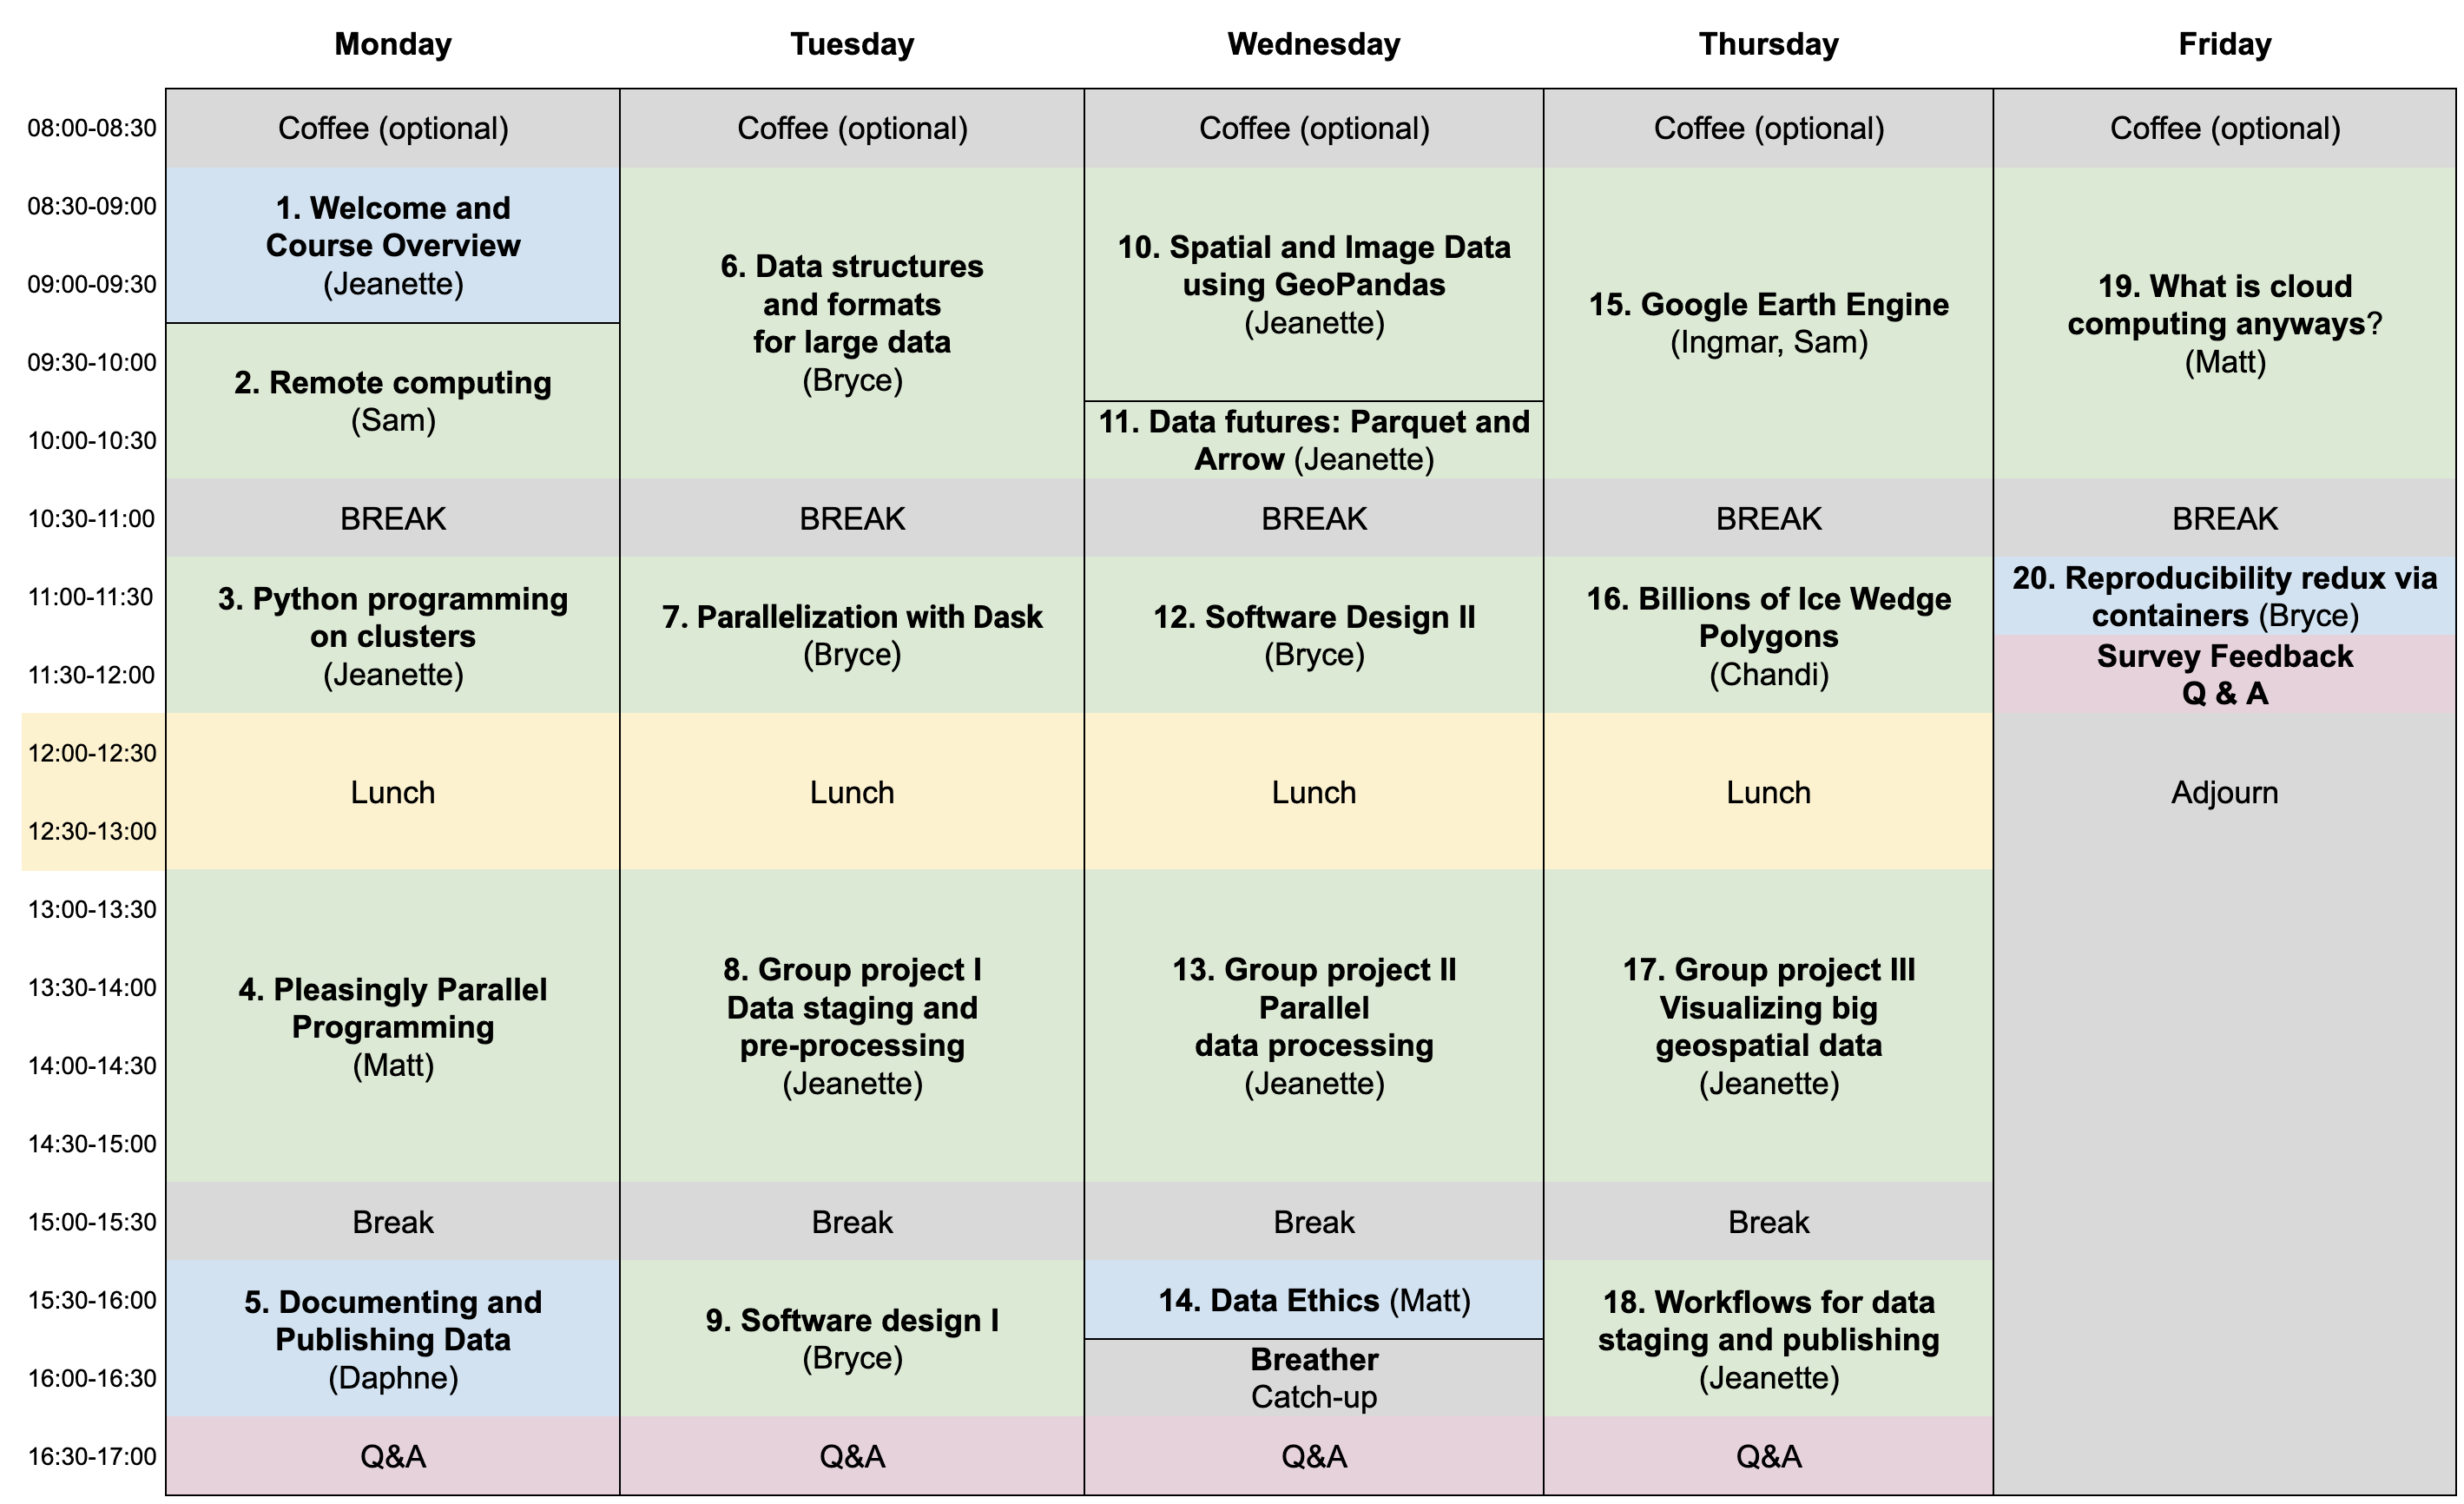 Monday Tuesday Wednesday Thursday Friday
08:00-08:30 Coffee (optional) Coffee (optional) Coffee (optional) Coffee (optional) Coffee (optional)
08:30-09:00
09:00-09:30
09:30-10:00
10:00-10:30
1. Welcome and
Course Overview
(Jeanette)
2. Remote computing
(Sam)
6. Data structures
and formats
for large data
(Bryce)
10. Spatial and Image Data
using GeoPandas
(Jeanette)
11. Data futures: Parquet and
Arrow (Jeanette)
15. Google Earth Engine
(Ingmar, Sam)
19. What is cloud
computing anyways?
(Matt)
10:30-11:00 BREAK BREAK BREAK BREAK BREAK
11:00-11:30
11:30-12:00
3. Python programming
on clusters
(Jeanette)
7. Parallelization with Dask
(Bryce)
12. Software Design II
(Bryce)
16. Billions of Ice Wedge
Polygons
(Chandi)
20. Reproducibility redux via
containers (Bryce)
Survey Feedback
Q & A
12:00-12:30
12:30-13:00
Lunch Lunch Lunch Lunch Adjourn
13:00-13:30
13:30-14:00
14:00-14:30
14:30-15:00
4. Pleasingly Parallel
Programming
(Matt)
8. Group project I
Data staging and
pre-processing
(Jeanette)
13. Group project II
Parallel
data processing
(Jeanette)
17. Group project III
Visualizing big
geospatial data
(Jeanette)
15:00-15:30 Break Break Break Break
15:30-16:00
16:00-16:30
5. Documenting and
Publishing Data
(Daphne)
9. Software design I
(Bryce)
14. Data Ethics (Matt)
Breather
Catch-up
18. Workflows for data
staging and publishing
(Jeanette)
16:30-17:00 Q&A Q&A Q&A Q&A